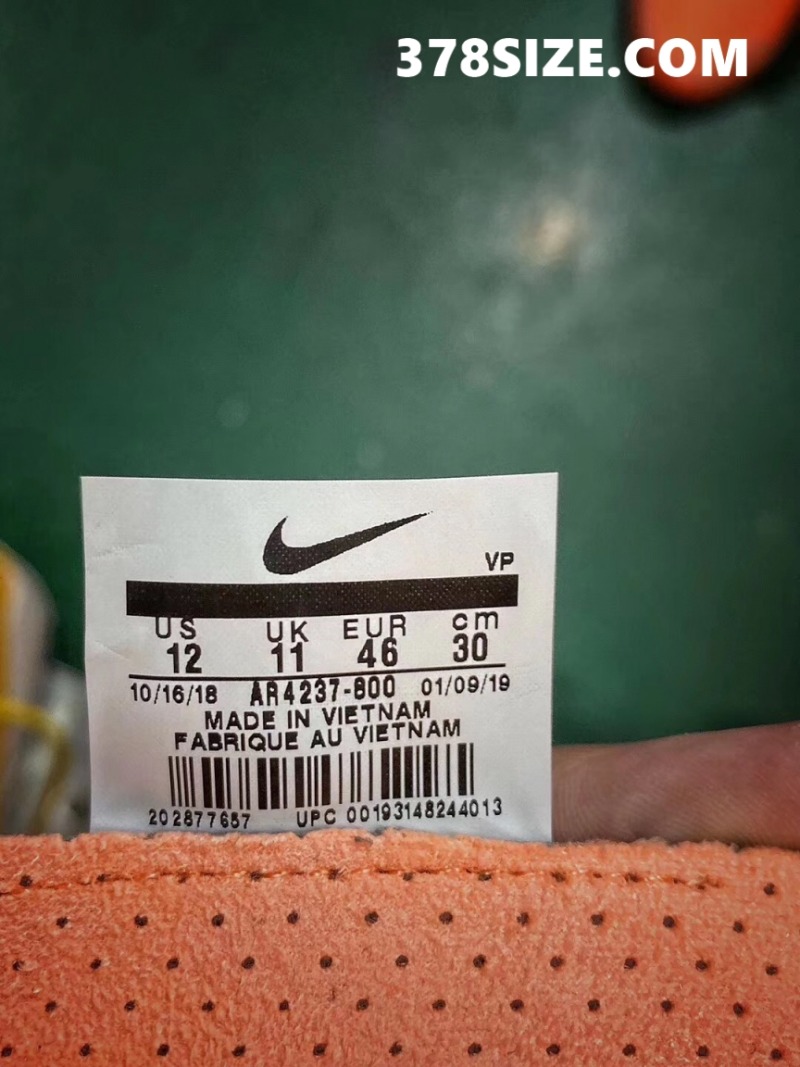 378SIZE.COM
VP
US UK EUR cm
12 11 46 30
10/16/18 AR4237-800 01/09/19
MADE IN VIETNAM
FABRIQUE AU VIETNAM
202877657 UPC 00193148244013